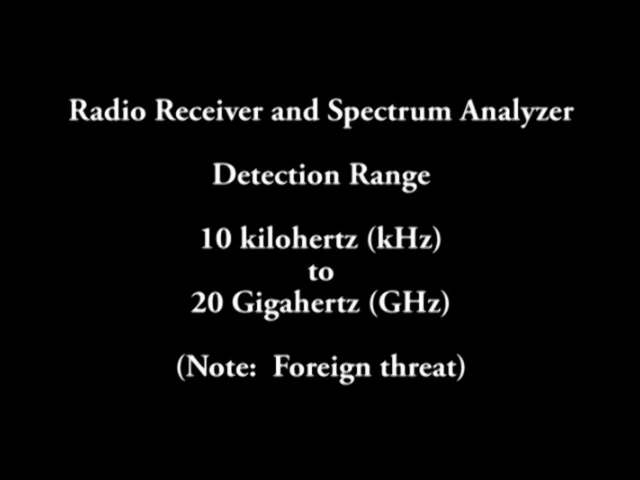 Radio Receiver and Spectrum Analyzer
Detection Range
10 kilohertz (kHz)
to
20 Gigahertz (GHz)
(Note:  Foreign threat)